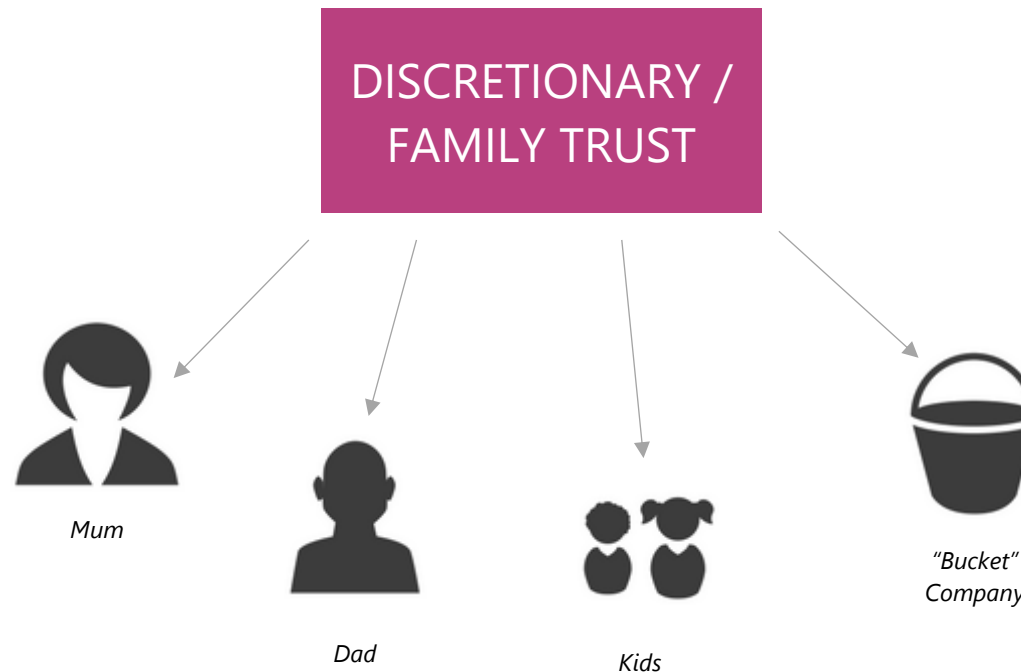 DISCRETIONARY /
FAMILY TRUST
Mum
Dad
Kids
“Bucket”
Company